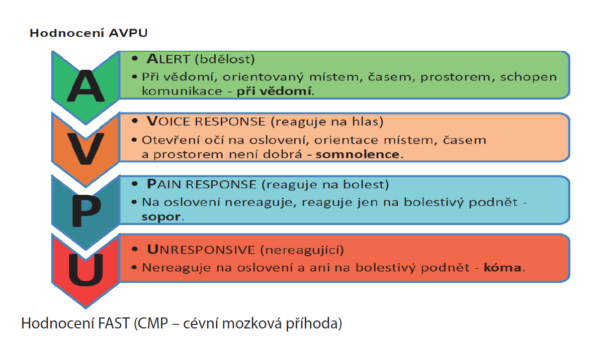 Hodnocení AVPU
A
• ALERT (bdělost)
• Při vědomí, orientovaný místem, časem, prostorem, schopen
komunikace - při vědomí.
V
• VOICE RESPONSE (reaguje na hlas)
• Otevření očí na oslovení, orientace místem, časem
a prostorem není dobrá - somnolence.
P
• PAIN RESPONSE (reaguje na bolest)
• Na oslovení nereaguje, reaguje jen na bolestivý podnět -
sopor.
U
• UNRESPONSIVE (nereagující)
• Nereaguje na oslovení a ani na bolestivý podnět - kóma.
Hodnocení FAST (CMP – cévní mozková příhoda)